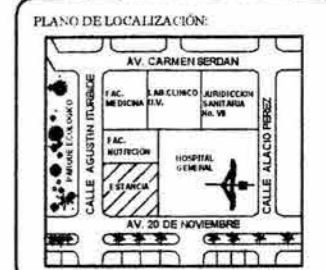 PLANO DE LOCALIZACIÓN:
AV. CARMEN SERDAN
PARQUE ECOLOGICO
CALLE AGUSTIN ITURBIDE
FAC.
MEDICINA
LAB.CLINICO
U.V.
JURIDICCION
SANITARIA
No. VII
FAC.
NUTRICION
HOSPITAL
GENERAL
ESTANCIA
CALLE ALACIO PEREZ
AV. 20 DE NOVIEMBRE